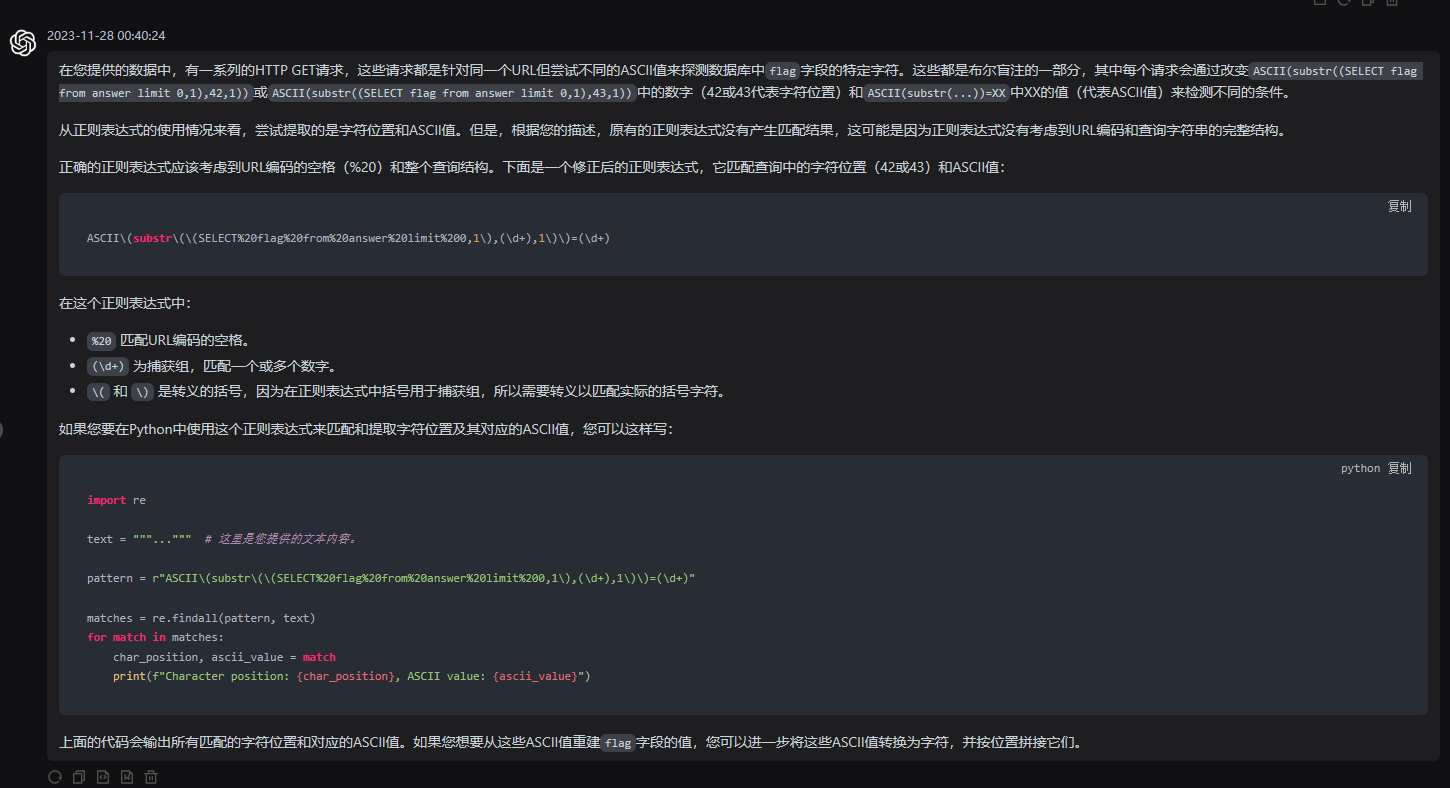 2023-11-28 00:40:24
在您提供的数据中，有一系列的HTTP GET请求，这些请求都是针对同一个URL但尝试不同的ASCII值来探测数据库中flag字段的特定字符。这些都是布尔盲注的一部分，其中每个请求会通过改变ASCII(substr((SELECT flag
from answer limit 0,1),42,1))或ASCII(substr((SELECT flag from answer limit 0,1),43,1))中的数字（42或43代表字符位置）和ASCII(substr(...))=XX中XX的值（代表ASCII值）来检测不同的条件。
从正则表达式的使用情况来看，尝试提取的是字符位置和ASCII值。但是，根据您的描述，原有的正则表达式没有产生匹配结果，这可能是因为正则表达式没有考虑到URL编码和查询字符串的完整结构。
正确的正则表达式应该考虑到URL编码的空格（%20）和整个查询结构。下面是一个修正后的正则表达式，它匹配查询中的字符位置（42或43）和ASCII值：
复制
ASCII\(substr\(\(SELECT%20flag%20from%20answer%20limit%200,1\),(\d+),1\)\)=(\d+)
在这个正则表达式中：
• %20 匹配URL编码的空格。
• (\d+) 为捕获组，匹配一个或多个数字。
• \( 和 \) 是转义的括号，因为在正则表达式中括号用于捕获组，所以需要转义以匹配实际的括号字符。
如果您要在Python中使用这个正则表达式来匹配和提取字符位置及其对应的ASCII值，您可以这样写：
python 复制
import re
text = """..."""  # 这里是您提供的文本内容。
pattern = r"ASCII\(substr\(\(SELECT%20flag%20from%20answer%20limit%200,1\),(\d+),1\)\)=(\d+)"
matches = re.findall(pattern, text)
for match in matches:
    char_position, ascii_value = match
    print(f"Character position: {char_position}, ASCII value: {ascii_value}")
上面的代码会输出所有匹配的字符位置和对应的ASCII值。如果您想要从这些ASCII值重建flag字段的值，您可以进一步将这些ASCII值转换为字符，并按位置拼接它们。